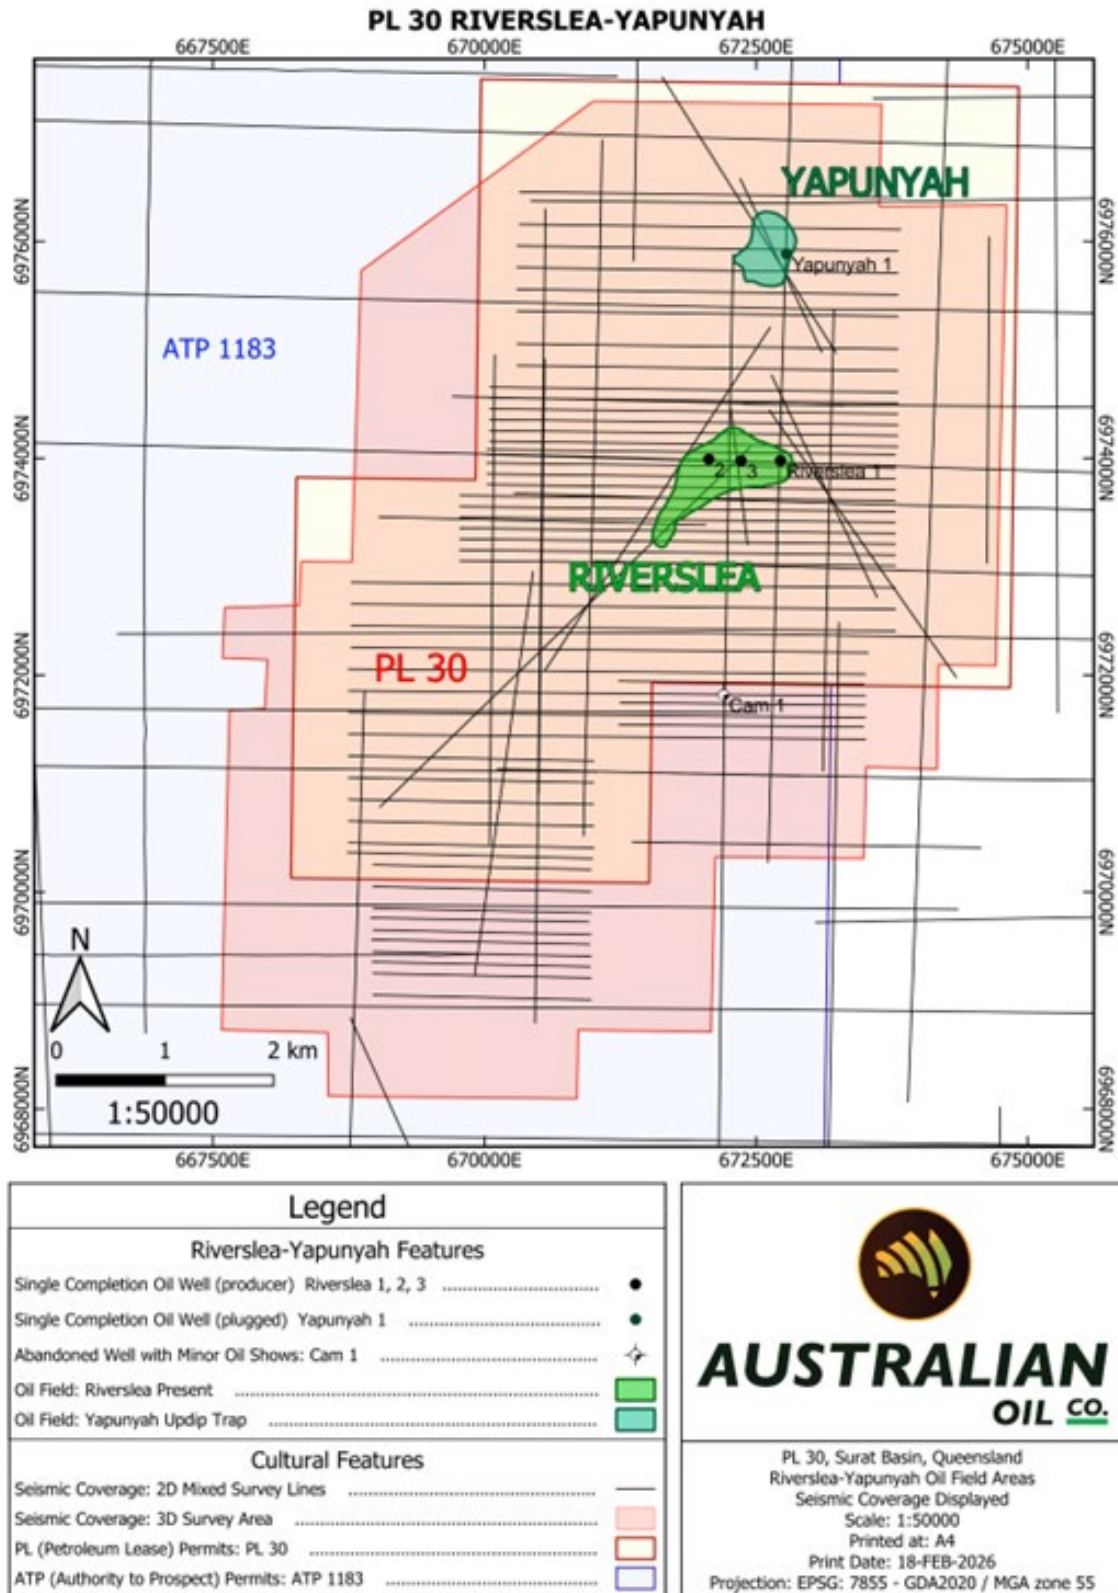 PL 30 RIVERSLEA-YAPUNYAH
667500E 670000E 672500E 675000E
YAPUNYAH
6976000N 6976000N
Yapunyah 1
ATP 1183
6974000N 6974000N
2 3 Riverslea 1
RIVERSLEA
PL 30
6972000N 6972000N
Cam 1
6970000N 6970000N
N
0 1 2 km
1:50000
6968000N 6968000N
667500E 670000E 672500E 675000E
Legend
Riverslea-Yapunyah Features
Single Completion Oil Well (producer) Riverslea 1, 2, 3
Single Completion Oil Well (plugged) Yapunyah 1
Abandoned Well with Minor Oil Shows: Cam 1
Oil Field: Riverslea Present
Oil Field: Yapunyah Updip Trap
Cultural Features
Seismic Coverage: 2D Mixed Survey Lines
Seismic Coverage: 3D Survey Area
PL (Petroleum Lease) Permits: PL 30
ATP (Authority to Prospect) Permits: ATP 1183
AUSTRALIAN
OIL CO.
PL 30, Surat Basin, Queensland
Riverslea-Yapunyah Oil Field Areas
Seismic Coverage Displayed
Scale: 1:50000
Printed at: A4
Print Date: 18-FEB-2026
Projection: EPSG: 7855 - GDA2020 / MGA zone 55